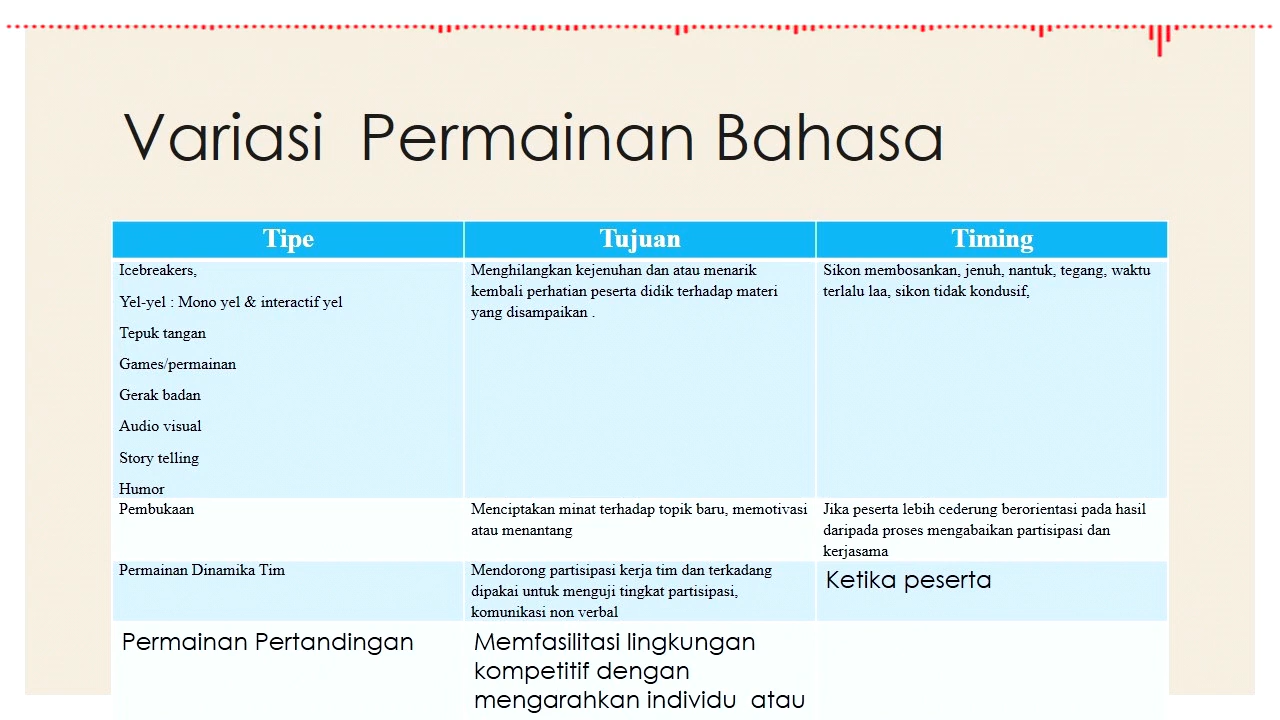 Variasi  Permainan Bahasa
Tipe
Tujuan
Timing
Icebreakers,
Yel-yel : Mono yel & interactif yel
Tepuk tangan
Games/permainan
Gerak badan
Audio visual
Story telling
Humor
Menghilangkan kejenuhan dan atau menarik
kembali perhatian peserta didik terhadap materi
yang disampaikan .
Sikon membosankan, jenuh, nantuk, tegang, waktu
terlalu laa, sikon tidak kondusif,
Pembukaan
Menciptakan minat terhadap topik baru, memotivasi
atau menantang
Jika peserta lebih cederung berorientasi pada hasil
daripada proses mengabaikan partisipasi dan
kerjasama
Permainan Dinamika Tim
Mendorong partisipasi kerja tim dan terkadang
dipakai untuk menguji tingkat partisipasi,
komunikasi non verbal
Ketika peserta
Permainan Pertandingan
Memfasilitasi lingkungan
kompetitif dengan
mengarahkan individu  atau